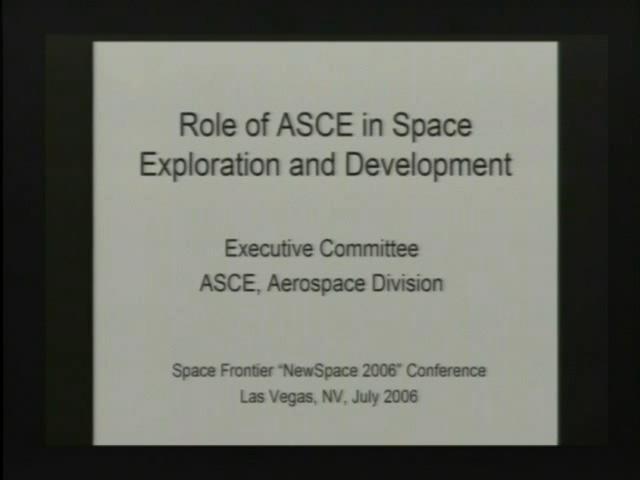 Role of ASCE in Space
Exploration and Development
Executive Committee
ASCE, Aerospace Division
Space Frontier “NewSpace 2006” Conference
Las Vegas, NV, July 2006